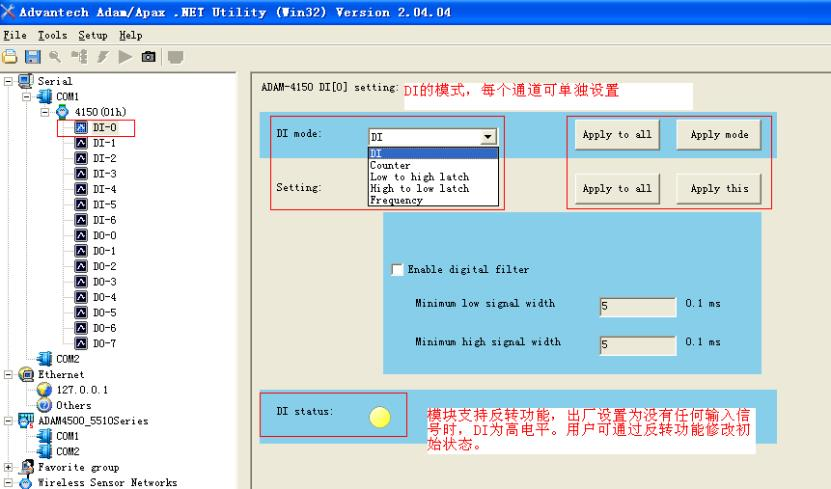 Advantech Adam/Apax .NET Utility (Win32) Version 2.04.04
File Tools Setup Help
Serial
COM1
4150(01h)
DI-0
DI-1
DI-2
DI-3
DI-4
DI-5
DI-6
DO-0
DO-1
DO-2
DO-3
DO-4
DO-5
DO-6
DO-7
COM2
Ethernet
127.0.0.1
Others
ADAM4500_5510Series
COM1
COM2
Favorite group
Wireless Sensor Networks
ADAM-4150 DI[0] setting: DI的模式，每个通道可单独设置
DI mode: DI Apply to all Apply mode
DI
Counter
Low to high latch
High to low latch
Frequency
Setting: Apply to all Apply this
Enable digital filter
Minimum low signal width 5 0.1 ms
Minimum high signal width 5 0.1 ms
DI status:
模块支持反转功能，出厂设置为没有任何输入信
号时，DI为高电平。用户可通过反转功能修改初
始状态。